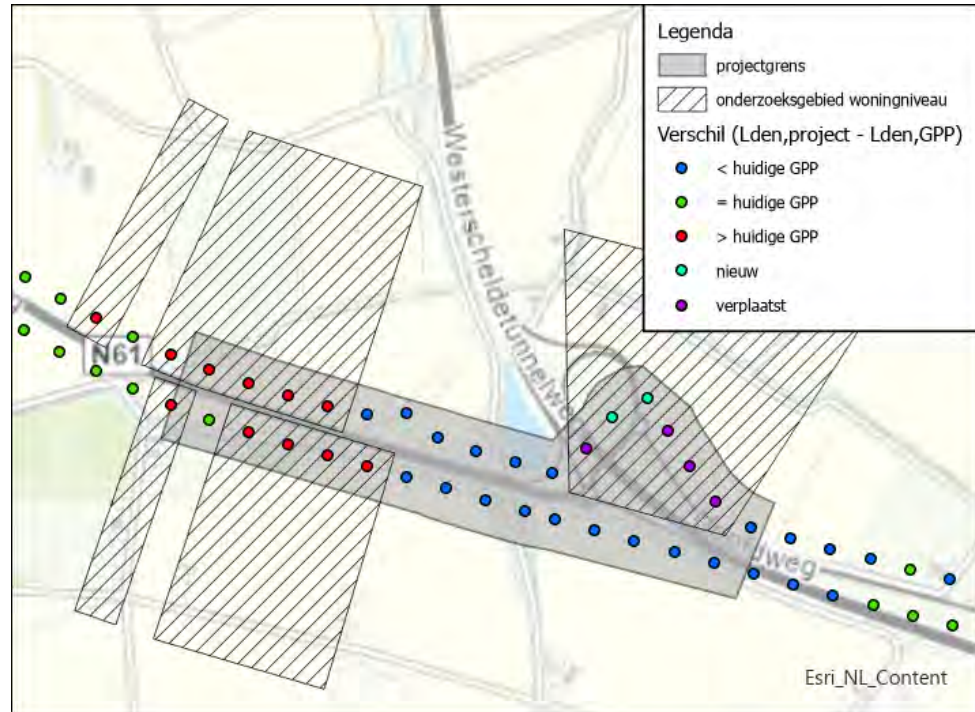 Legenda
projectgrens
onderzoeksgebied woningniveau
Verschil (Lden,project - Lden,GPP)
< huidige GPP
= huidige GPP
> huidige GPP
nieuw
verplaatst
Westerscheldetunnelweg
N61
Esri_NL_Content